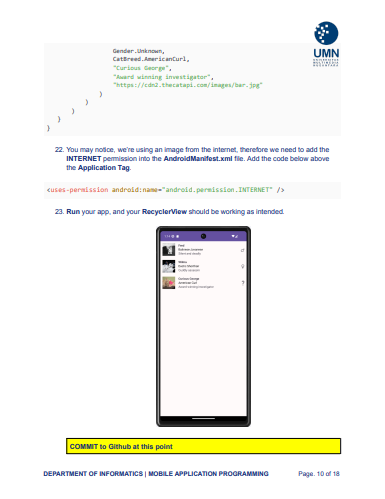 UMN
UNIVERSITAS
MULTIMEDIA
NUSANTARA
Gender.Unknown,
CatBreed.AmericanCurl,
"Curious George",
"Award winning investigator",
"https://cdn2.thecatapi.com/images/bar.jpg"
)
)
)
}
}
22. You may notice, we're using an image from the internet, therefore we need to add the
INTERNET permission into the AndroidManifest.xml file. Add the code below above
the Application Tag.
<uses-permission android:name="android.permission.INTERNET" />
23. Run your app, and your RecyclerView should be working as intended.
Fred
Balinese Javanese
Silent and deadly
Wilma
Exotic Shorthair
Cuddly assassin
Curious George
American Curl
Award winning investigator
?
COMMIT to Github at this point
DEPARTMENT OF INFORMATICS | MOBILE APPLICATION PROGRAMMING Page. 10 of 18